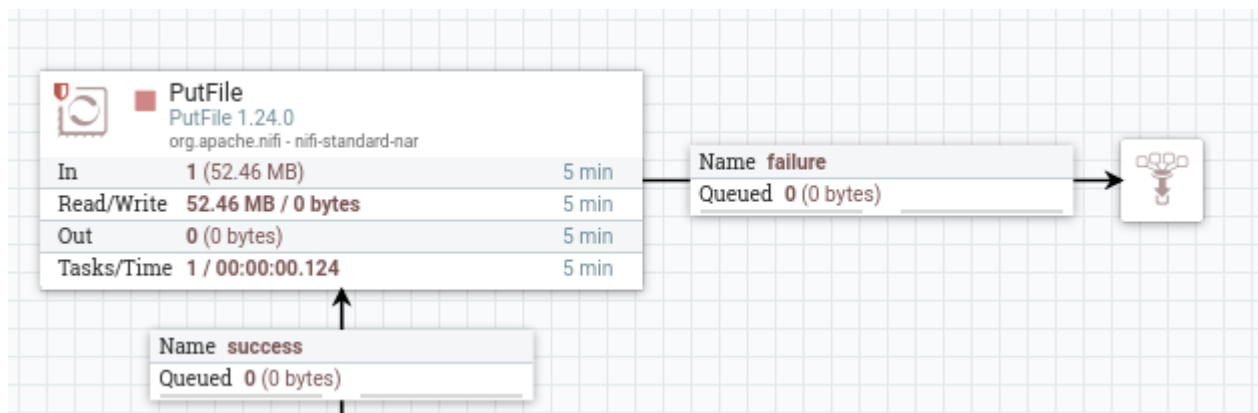 PutFile
PutFile 1.24.0
org.apache.nifi - nifi-standard-nar
In 1 (52.46 MB) 5 min
Read/Write 52.46 MB / 0 bytes 5 min
Out 0 (0 bytes) 5 min
Tasks/Time 1 / 00:00:00.124 5 min
Name failure
Queued 0 (0 bytes)
Name success
Queued 0 (0 bytes)